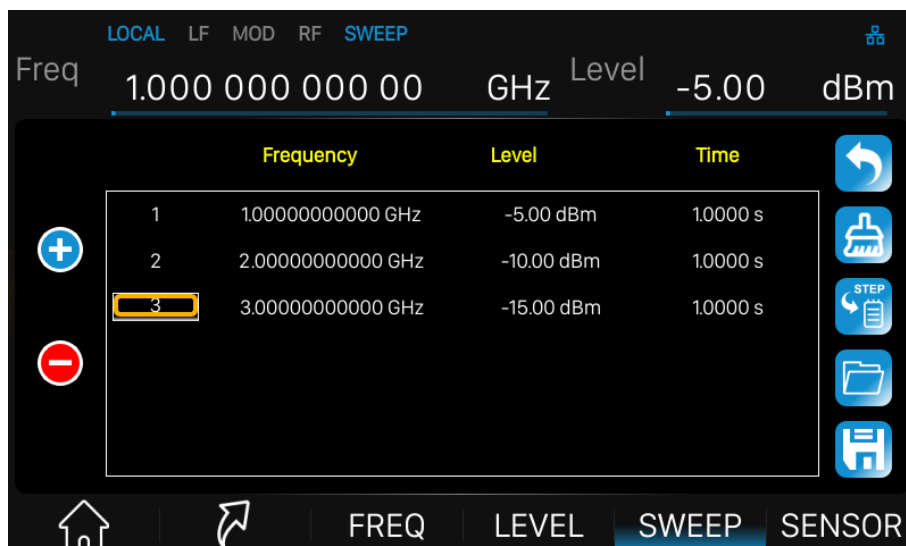 LOCAL LF MOD RF SWEEP
Freq 1.000 000 000 00 GHz Level -5.00 dBm
Frequency Level Time
1 1.00000000000 GHz -5.00 dBm 1.0000 s
2 2.00000000000 GHz -10.00 dBm 1.0000 s
3 3.00000000000 GHz -15.00 dBm 1.0000 s
STEP
FREQ LEVEL SWEEP SENSOR